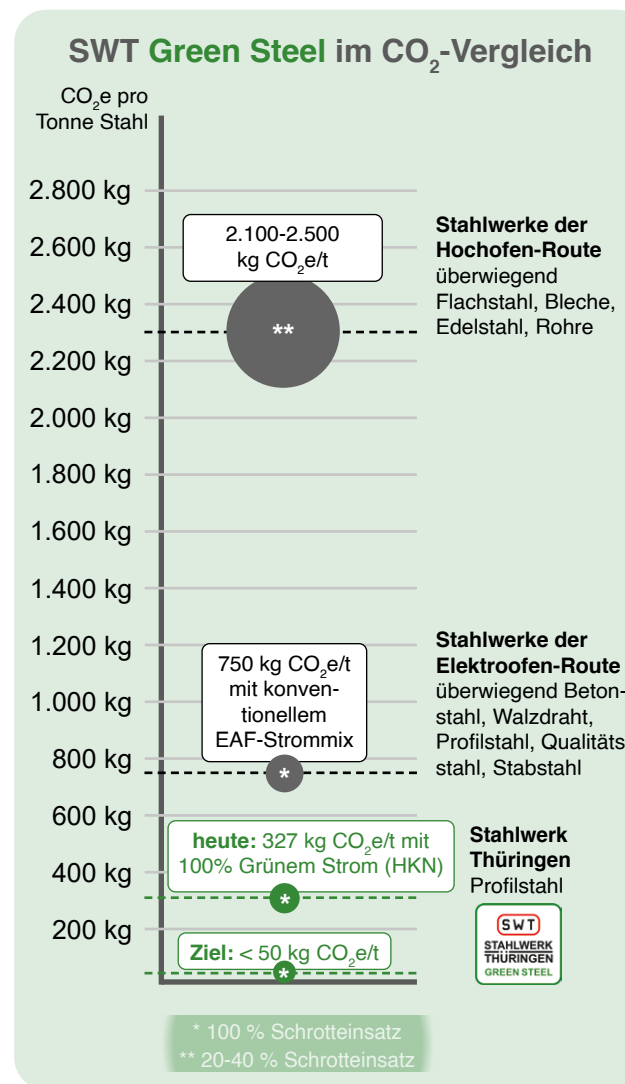 SWT Green Steel im CO₂-Vergleich
CO₂e pro
Tonne Stahl
2.800 kg
2.600 kg
2.400 kg
2.200 kg
2.000 kg
1.800 kg
1.600 kg
1.400 kg
1.200 kg
1.000 kg
800 kg
600 kg
400 kg
200 kg
2.100-2.500
kg CO₂e/t
**
Stahlwerke der
Hochofen-Route
überwiegend
Flachstahl, Bleche,
Edelstahl, Rohre
750 kg CO₂e/t
mit konven-
tionellem
EAF-Strommix
*
Stahlwerke der
Elektroofen-Route
überwiegend Beton-
stahl, Walzdraht,
Profilstahl, Qualitäts
stahl, Stabstahl
heute: 327 kg CO₂e/t mit
100% Grünem Strom (HKN)
*
Stahlwerk
Thüringen
Profilstahl
SWT
STAHLWERK
THÜRINGEN
GREEN STEEL
Ziel: < 50 kg CO₂e/t
*
* 100 % Schrotteinsatz
** 20-40 % Schrotteinsatz